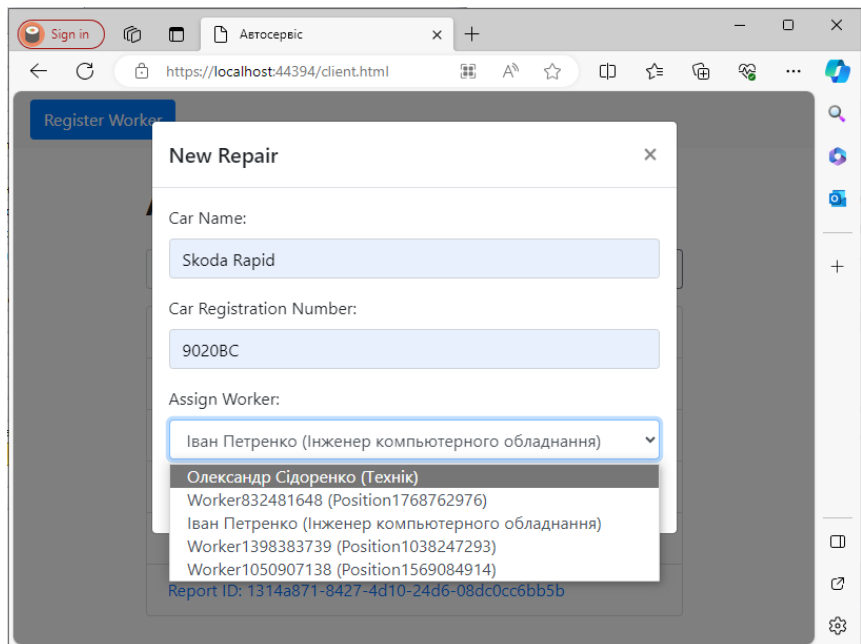 Sign in
Автосервіс
https://localhost:44394/client.html
Register Worker
New Repair
Car Name:
Skoda Rapid
Car Registration Number:
9020BC
Assign Worker:
Іван Петренко (Інженер компьютерного обладнання)
Олександр Сідоренко (Технік)
Worker832481648 (Position1768762976)
Іван Петренко (Інженер компьютерного обладнання)
Worker1398383739 (Position1038247293)
Worker1050907138 (Position1569084914)
Report ID: 1314a871-8427-4d10-24d6-08dc0cc6bb5b